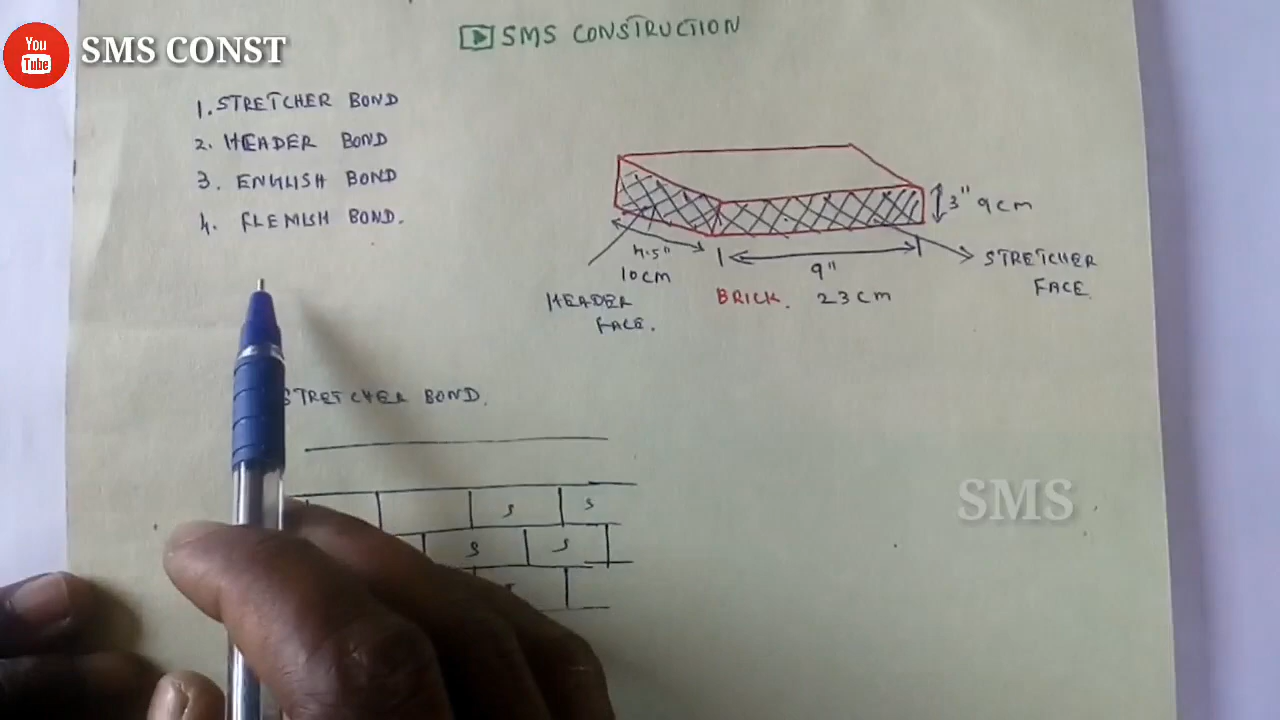 You
Tube
SMS CONST
SMS CONSTRUCTION
1. STRETCHER BOND
2. HEADER BOND
3. ENGLISH BOND
4. FLEMISH BOND.
3" 9cm
4.5"
10cm
9"
23cm
STRETCHER
FACE.
HEADER
FACE.
BRICK.
STRETCHER BOND.
S
S
S
S
SMS